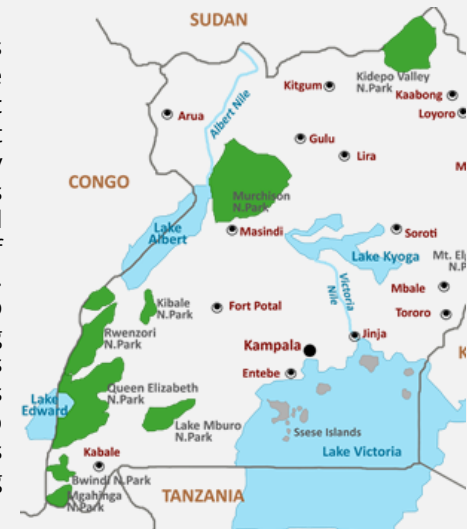 SUDAN
Kidepo Valley
N.Park
Kitgum
Kaabong
Loyoro
Arua
Albert Nile
Gulu
Lira
M
CONGO
Murchison
N.Park
Masindi
Lake
Albert
Soroti
Lake Kyoga
Mt. El
N.P
Victoria
Nile
Mbale
Kibale
N.Park
Fort Potal
Tororo
Rwenzori
N.Park
Jinja
Kampala
K
Entebe
Queen Elizabeth
N.Park
Lake
Edward
Lake Mburo
N.Park
Ssese Islands
Kabale
Lake Victoria
Bwindi N.Park
Mgahinga
N.Park
TANZANIA